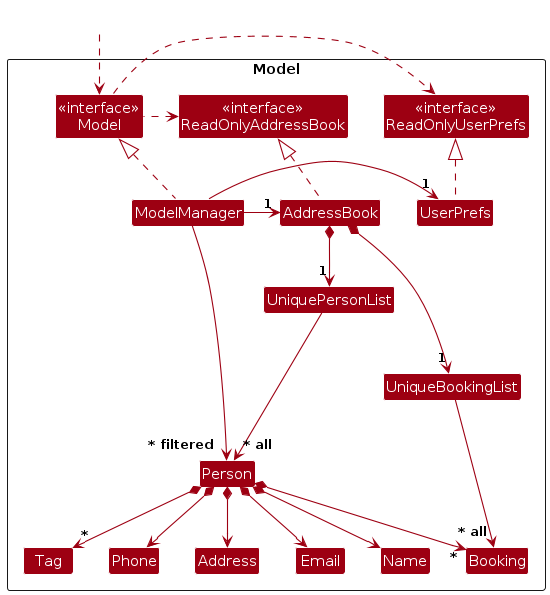 Model
«interface»
Model
«interface»
ReadOnlyAddressBook
«interface»
ReadOnlyUserPrefs
1
1
ModelManager
AddressBook
UserPrefs
1
UniquePersonList
1
UniqueBookingList
* filtered
* all
Person
* all
*
*
Tag
Phone
Address
Email
Name
Booking